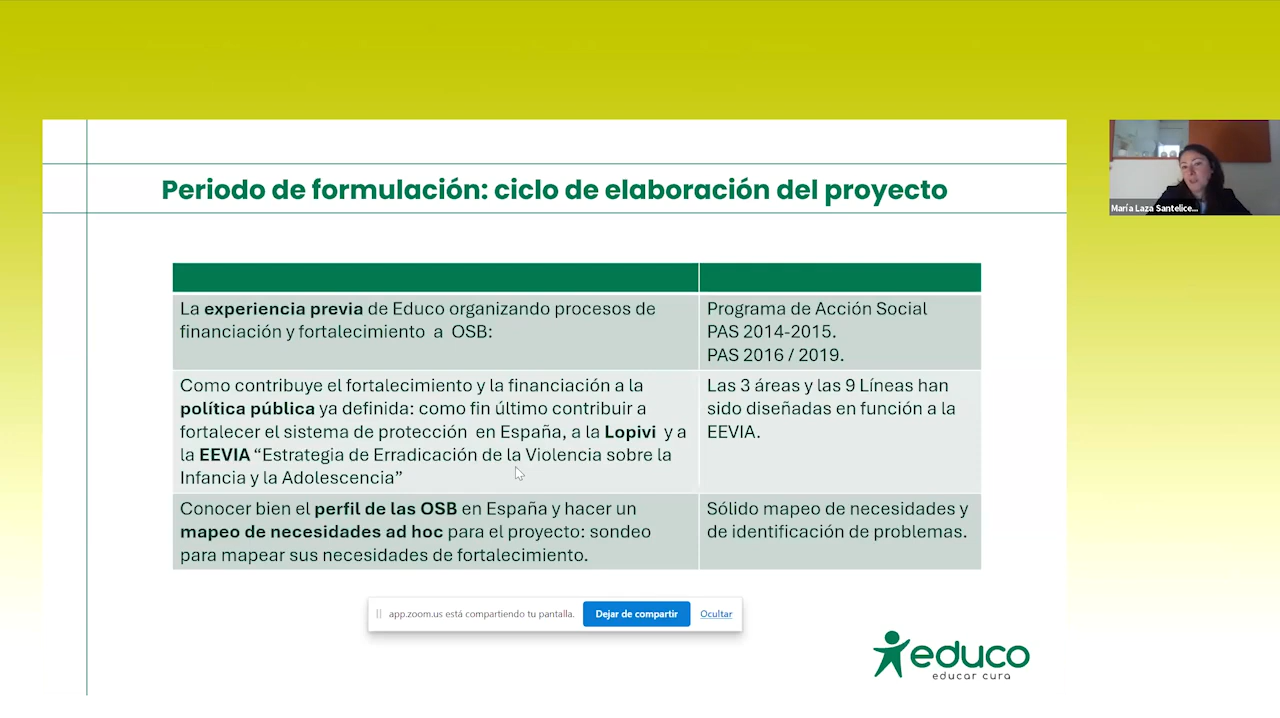 Periodo de formulación: ciclo de elaboración del proyecto
María Laza Santelice...
La experiencia previa de Educo organizando procesos de
financiación y fortalecimiento a OSB:
Programa de Acción Social
PAS 2014-2015.
PAS 2016 / 2019.
Como contribuye el fortalecimiento y la financiación a la
política pública ya definida: como fin último contribuir a
fortalecer el sistema de protección en España, a la Lopivi y a
la EEVIA “Estrategia de Erradicación de la Violencia sobre la
Infancia y la Adolescencia”
Las 3 áreas y las 9 Líneas han
sido diseñadas en función a la
EEVIA.
Conocer bien el perfil de las OSB en España y hacer un
mapeo de necesidades ad hoc para el proyecto: sondeo
para mapear sus necesidades de fortalecimiento.
Sólido mapeo de necesidades y
de identificación de problemas.
app.zoom.us está compartiendo tu pantalla. Dejar de compartir Ocultar
educo
educar cura